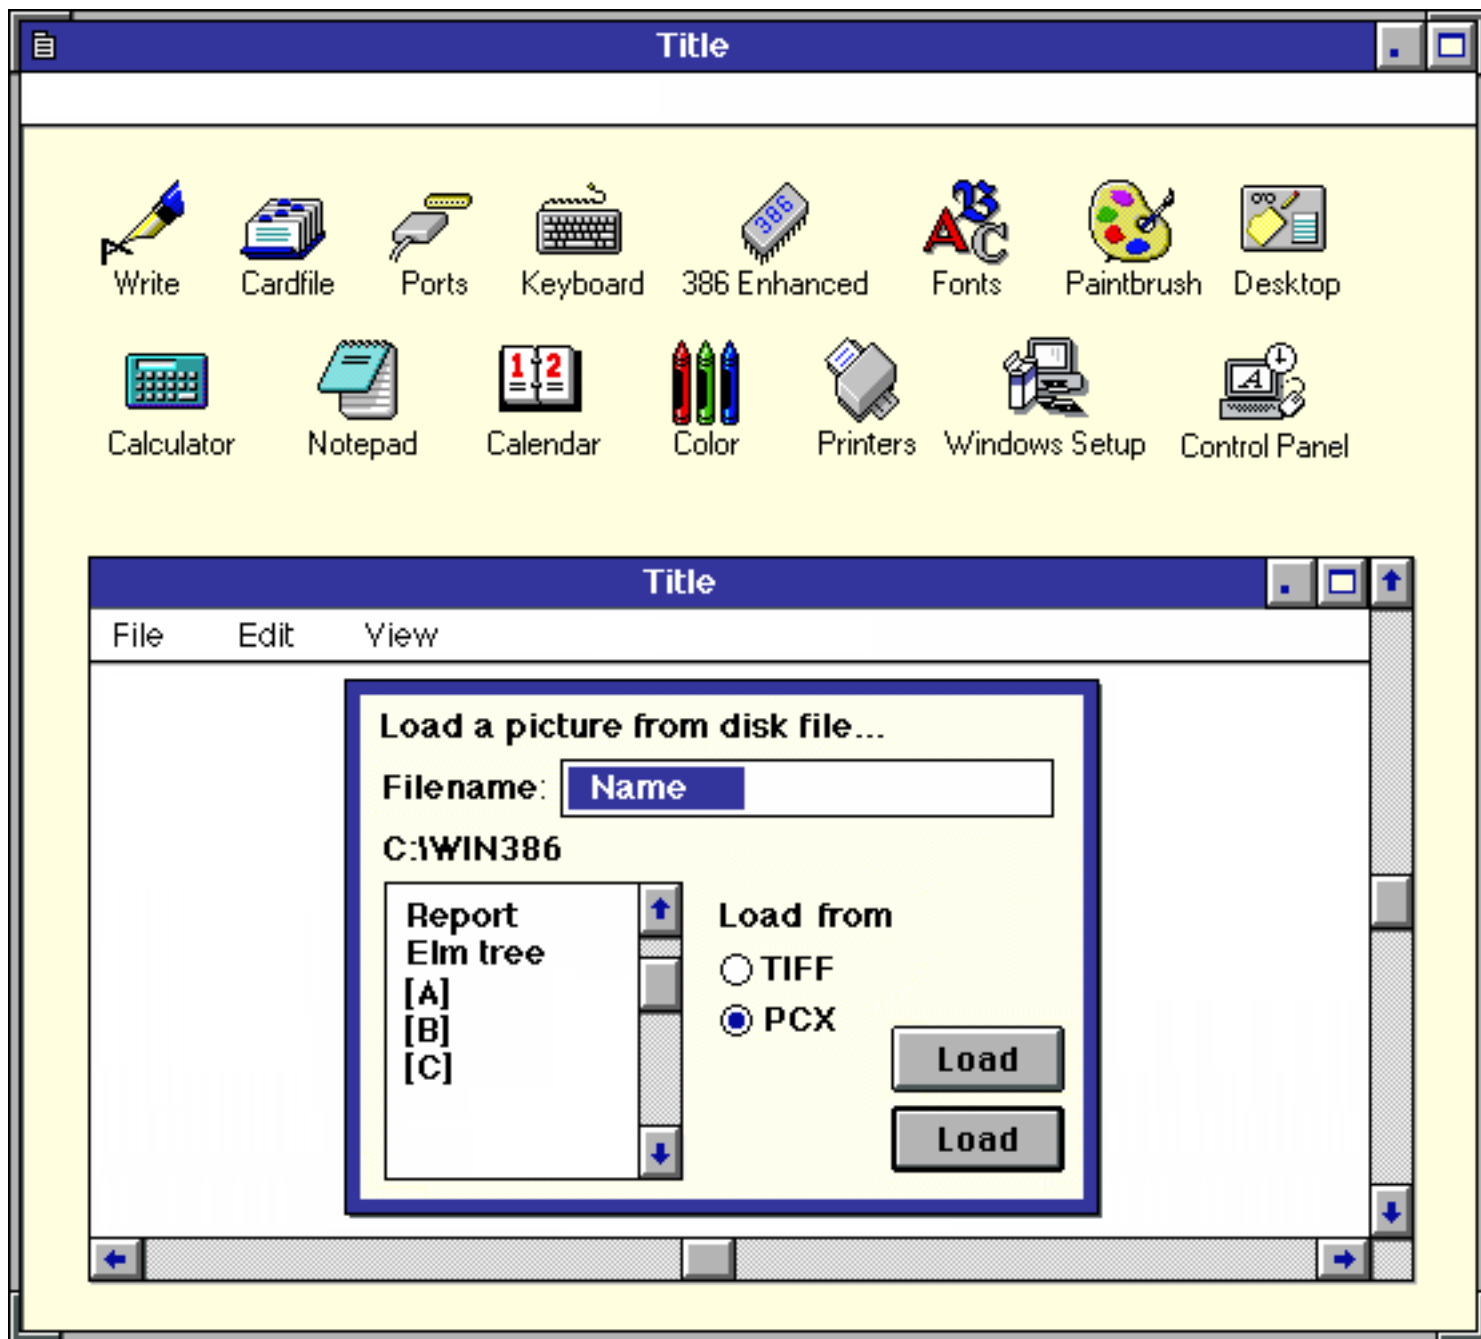 Title
Write Cardfile Ports Keyboard 386 Enhanced Fonts Paintbrush Desktop
Calculator Notepad Calendar Color Printers Windows Setup Control Panel
Title
File Edit View
Load a picture from disk file...
Filename: Name
C:\WIN386
Report
Elm tree
[A]
[B]
[C]
Load from
TIFF
PCX
Load
Load